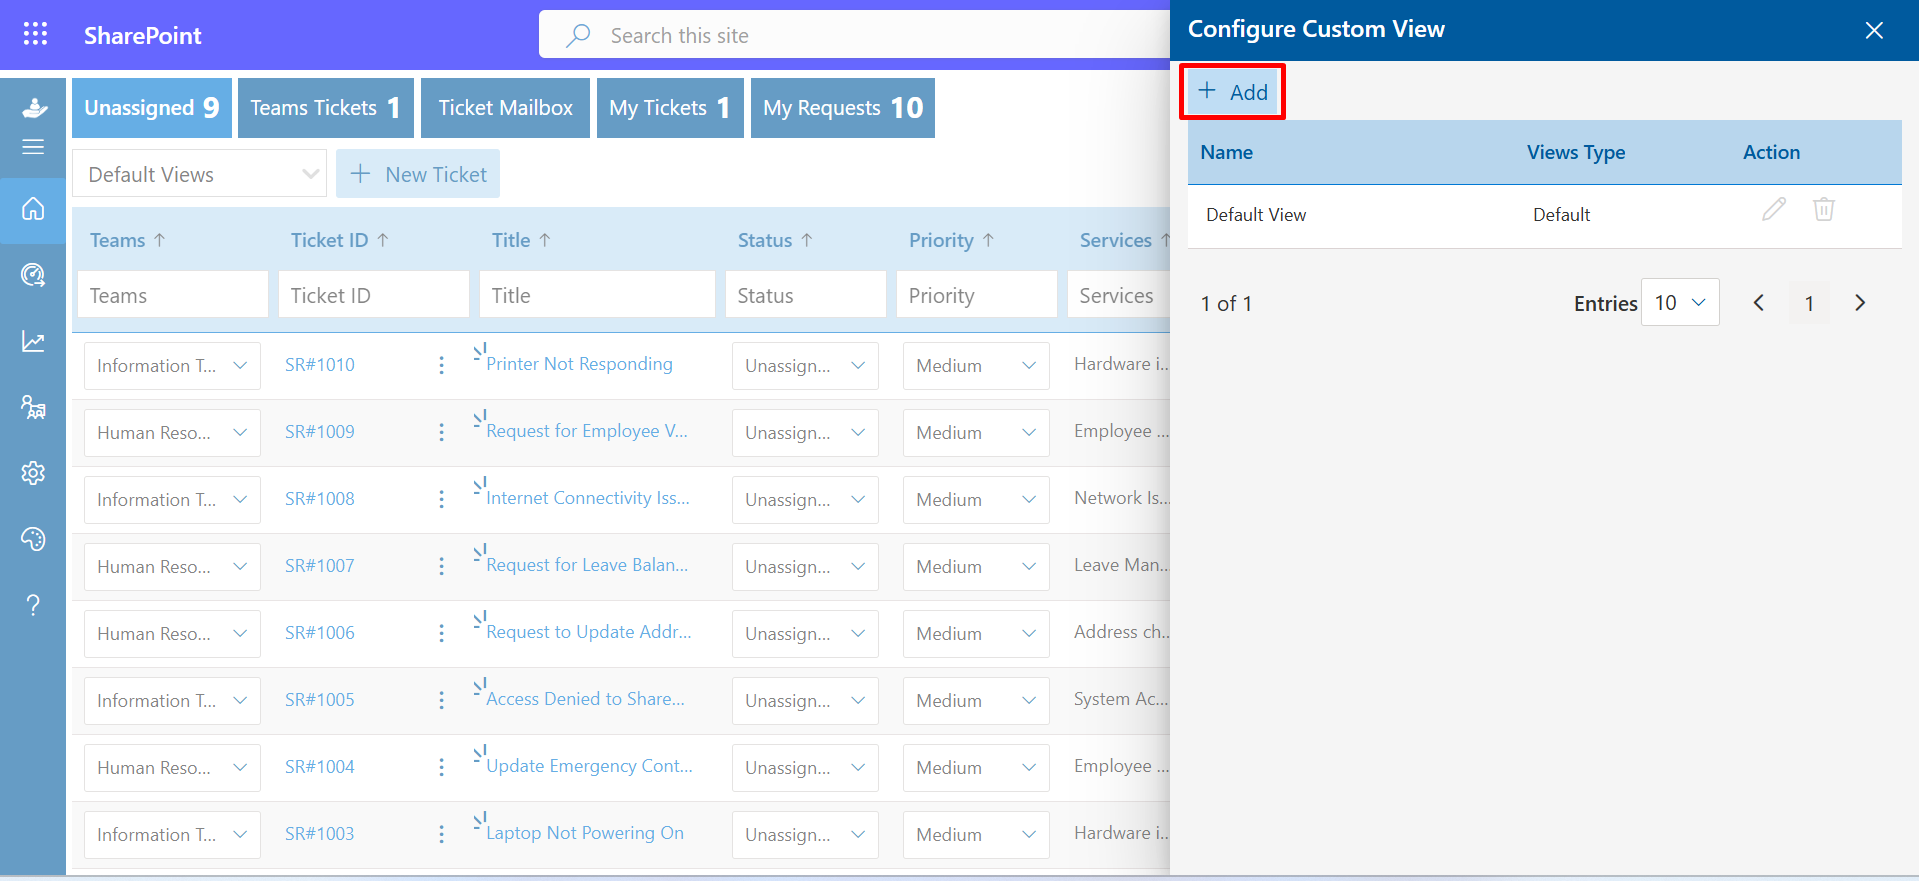 SharePoint
Search this site
Configure Custom View
Unassigned 9
Teams Tickets 1
Ticket Mailbox
My Tickets 1
My Requests 10
+ Add
Default Views
+ New Ticket
Name Views Type Action
Default View Default
1 of 1 Entries 10 1
Teams ↑ Ticket ID ↑ Title ↑ Status ↑ Priority ↑ Services ↑
Teams Ticket ID Title Status Priority Services
Information T... SR#1010 Printer Not Responding Unassign... Medium Hardware i...
Human Reso... SR#1009 Request for Employee V... Unassign... Medium Employee ...
Information T... SR#1008 Internet Connectivity Iss... Unassign... Medium Network Is...
Human Reso... SR#1007 Request for Leave Balan... Unassign... Medium Leave Man...
Human Reso... SR#1006 Request to Update Addr... Unassign... Medium Address ch...
Information T... SR#1005 Access Denied to Share... Unassign... Medium System Ac...
Human Reso... SR#1004 Update Emergency Cont... Unassign... Medium Employee ...
Information T... SR#1003 Laptop Not Powering On Unassign... Medium Hardware i...